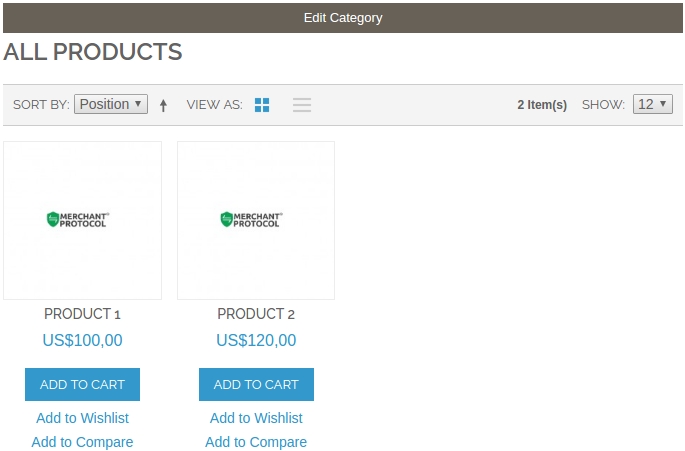 Edit Category
ALL PRODUCTS
SORT BY: Position VIEW AS: 2 Item(s) SHOW: 12
MERCHANT MERCHANT
PROTOCOL PROTOCOL
PRODUCT 1 PRODUCT 2
US$100,00 US$120,00
ADD TO CART ADD TO CART
Add to Wishlist Add to Wishlist
Add to Compare Add to Compare